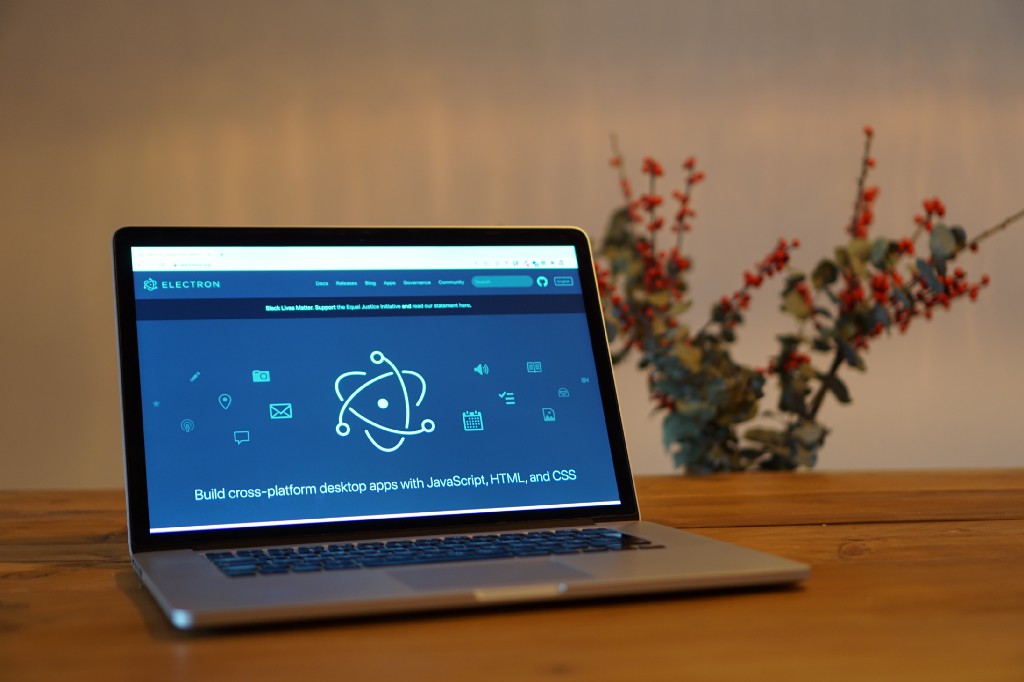 ELECTRON
Docs Releases Blog Apps Governance Community Search English
Black Lives Matter. Support the Equal Justice Initiative and read our statement here.
Build cross-platform desktop apps with JavaScript, HTML, and CSS